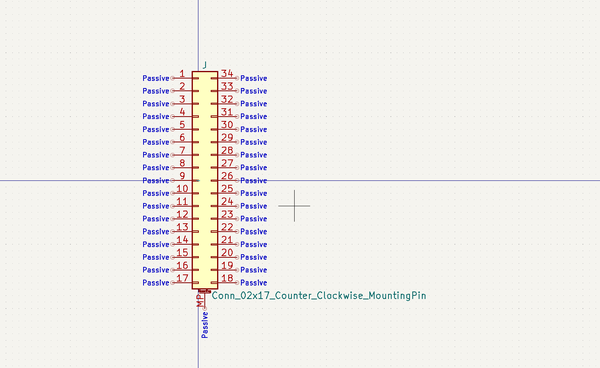 J
Passive 1 34 Passive
Passive 2 33 Passive
Passive 3 32 Passive
Passive 4 31 Passive
Passive 5 30 Passive
Passive 6 29 Passive
Passive 7 28 Passive
Passive 8 27 Passive
Passive 9 26 Passive
Passive 10 25 Passive
Passive 11 24 Passive
Passive 12 23 Passive
Passive 13 22 Passive
Passive 14 21 Passive
Passive 15 20 Passive
Passive 16 19 Passive
Passive 17 18 Passive
MP
Conn_02x17_Counter_Clockwise_MountingPin
Passive